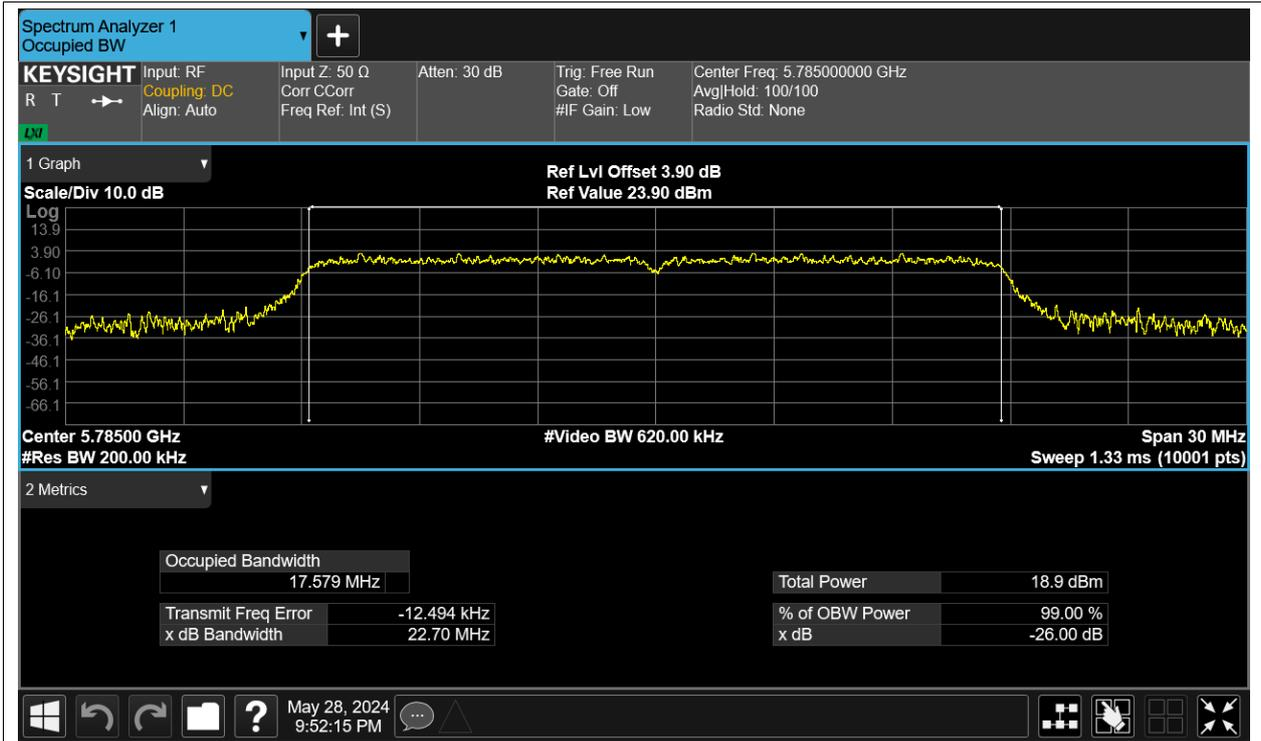 Spectrum Analyzer 1
Occupied BW
KEYSIGHT
R T
LXI
Input: RF
Coupling: DC
Align: Auto
Input Z: 50 Ω
Corr CCorr
Freq Ref: Int (S)
Atten: 30 dB
Trig: Free Run
Gate: Off
#IF Gain: Low
Center Freq: 5.785000000 GHz
Avg|Hold: 100/100
Radio Std: None
1 Graph
Scale/Div 10.0 dB
Ref Lvl Offset 3.90 dB
Ref Value 23.90 dBm
Log
13.9
3.90
-6.10
-16.1
-26.1
-36.1
-46.1
-56.1
-66.1
Center 5.78500 GHz
#Video BW 620.00 kHz
Span 30 MHz
#Res BW 200.00 kHz
Sweep 1.33 ms (10001 pts)
2 Metrics
Occupied Bandwidth
17.579 MHz
Transmit Freq Error -12.494 kHz
x dB Bandwidth 22.70 MHz
Total Power 18.9 dBm
% of OBW Power 99.00 %
x dB -26.00 dB
?
May 28, 2024
9:52:15 PM